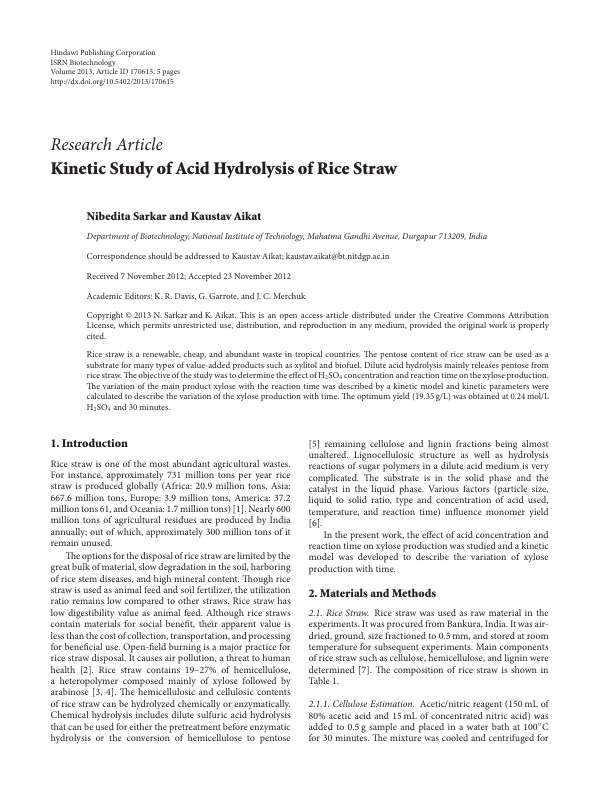 Hindawi Publishing Corporation
ISRN Biotechnology
Volume 2013, Article ID 170615, 5 pages
http://dx.doi.org/10.5402/2013/170615
Research Article
Kinetic Study of Acid Hydrolysis of Rice Straw
Nibedita Sarkar and Kaustav Aikat
Department of Biotechnology, National Institute of Technology, Mahatma Gandhi Avenue, Durgapur 713209, India
Correspondence should be addressed to Kaustav Aikat; kaustav.aikat@bt.nitdgp.ac.in
Received 7 November 2012; Accepted 23 November 2012
Academic Editors: K. R. Davis, G. Garrote, and J. C. Merchuk
Copyright © 2013 N. Sarkar and K. Aikat. This is an open access article distributed under the Creative Commons Attribution
License, which permits unrestricted use, distribution, and reproduction in any medium, provided the original work is properly
cited.
Rice straw is a renewable, cheap, and abundant waste in tropical countries. The pentose content of rice straw can be used as a
substrate for many types of value-added products such as xylitol and biofuel. Dilute acid hydrolysis mainly releases pentose from
rice straw. The objective of the study was to determine the effect of H₂SO₄ concentration and reaction time on the xylose production.
The variation of the main product xylose with the reaction time was described by a kinetic model and kinetic parameters were
calculated to describe the variation of the xylose production with time. The optimum yield (19.35 g/L) was obtained at 0.24 mol/L
H₂SO₄ and 30 minutes.
1. Introduction
Rice straw is one of the most abundant agricultural wastes.
For instance, approximately 731 million tons per year rice
straw is produced globally (Africa: 20.9 million tons, Asia:
667.6 million tons, Europe: 3.9 million tons, America: 37.2
million tons 61, and Oceania: 1.7 million tons) [1]. Nearly 600
million tons of agricultural residues are produced by India
annually; out of which, approximately 300 million tons of it
remain unused.
The options for the disposal of rice straw are limited by the
great bulk of material, slow degradation in the soil, harboring
of rice stem diseases, and high mineral content. Though rice
straw is used as animal feed and soil fertilizer, the utilization
ratio remains low compared to other straws. Rice straw has
low digestibility value as animal feed. Although rice straws
contain materials for social benefit, their apparent value is
less than the cost of collection, transportation, and processing
for beneficial use. Open-field burning is a major practice for
rice straw disposal. It causes air pollution, a threat to human
health [2]. Rice straw contains 19–27% of hemicellulose,
a heteropolymer composed mainly of xylose followed by
arabinose [3, 4]. The hemicellulosic and cellulosic contents
of rice straw can be hydrolyzed chemically or enzymatically.
Chemical hydrolysis includes dilute sulfuric acid hydrolysis
that can be used for either the pretreatment before enzymatic
hydrolysis or the conversion of hemicellulose to pentose
[5] remaining cellulose and lignin fractions being almost
unaltered. Lignocellulosic structure as well as hydrolysis
reactions of sugar polymers in a dilute acid medium is very
complicated. The substrate is in the solid phase and the
catalyst in the liquid phase. Various factors (particle size,
liquid to solid ratio, type and concentration of acid used,
temperature, and reaction time) influence monomer yield
[6].
In the present work, the effect of acid concentration and
reaction time on xylose production was studied and a kinetic
model was developed to describe the variation of xylose
production with time.
2. Materials and Methods
2.1. Rice Straw. Rice straw was used as raw material in the
experiments. It was procured from Bankura, India. It was air-
dried, ground, size fractioned to 0.5 mm, and stored at room
temperature for subsequent experiments. Main components
of rice straw such as cellulose, hemicellulose, and lignin were
determined [7]. The composition of rice straw is shown in
Table 1.
2.1.1. Cellulose Estimation. Acetic/nitric reagent (150 mL of
80% acetic acid and 15 mL of concentrated nitric acid) was
added to 0.5 g sample and placed in a water bath at 100°C
for 30 minutes. The mixture was cooled and centrifuged for